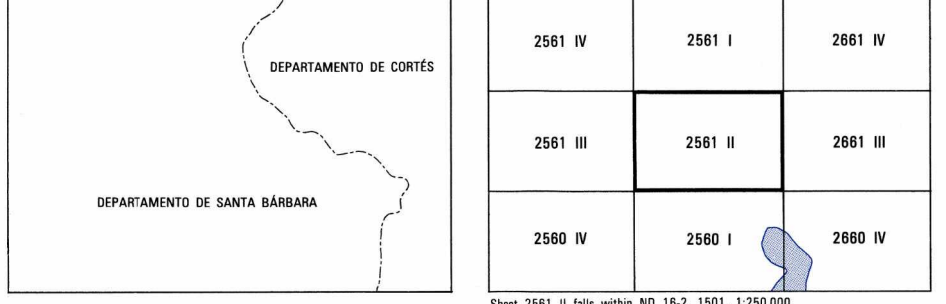 DEPARTAMENTO DE CORTÉS
DEPARTAMENTO DE SANTA BÁRBARA
2561 IV 2561 I 2661 IV
2561 III 2561 II 2661 III
2560 IV 2560 I 2660 IV
Sheet 2561 II falls within ND 16-2, 1501, 1:250,000